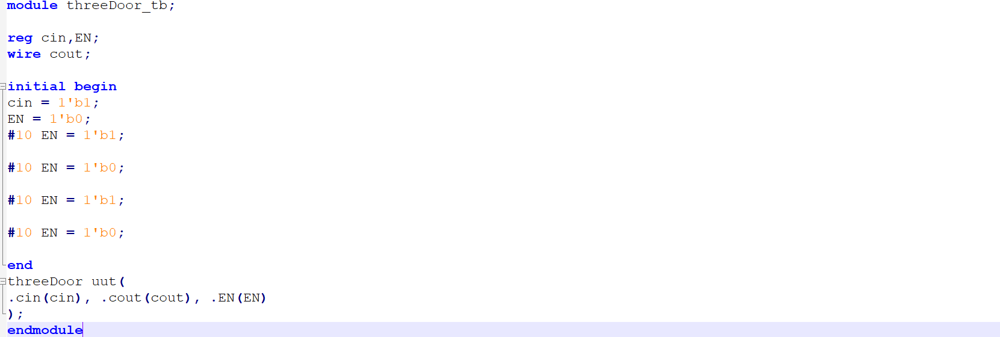 module threeDoor_tb;
reg cin,EN;
wire cout;
initial begin
cin = 1'b1;
EN = 1'b0;
#10 EN = 1'b1;
#10 EN = 1'b0;
#10 EN = 1'b1;
#10 EN = 1'b0;
end
threeDoor uut(
.cin(cin), .cout(cout), .EN(EN)
);
endmodule